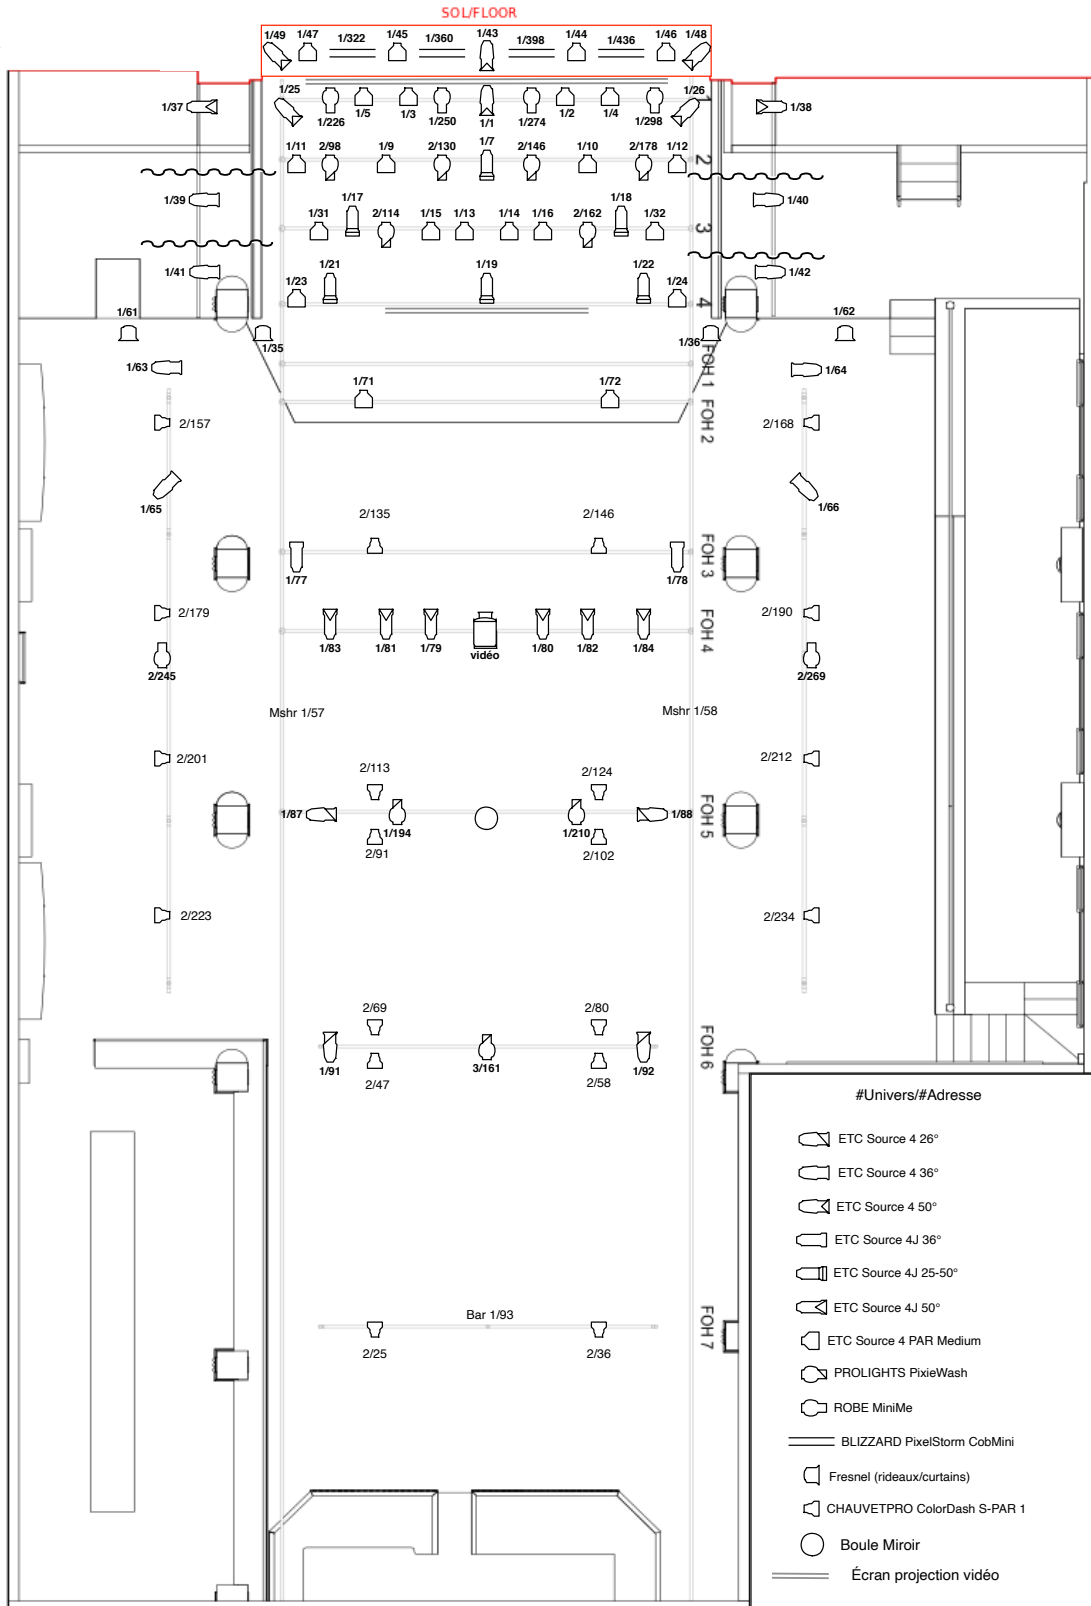 SOL/FLOOR
1/49 1/47 1/322 1/45 1/360 1/43 1/398 1/44 1/436 1/46 1/48
1/37 1/25 1/226 1/5 1/3 1/250 1/1 1/274 1/2 1/4 1/298 1/26 1 1/38
1/11 2/98 1/9 2/130 1/7 2/146 1/10 2/178 1/12 2
1/39 1/40
1/31 1/17 2/114 1/15 1/13 1/14 1/16 2/162 1/18 1/32 3
1/41 1/42
1/23 1/21 1/19 1/22 1/24 4
1/61 1/35 1/36 1/62
1/63 FOH 1 1/64
1/71 1/72 FOH 2
2/157 2/168
1/65 1/66
2/135 2/146
1/77 1/78 FOH 3
2/179 2/190
1/83 1/81 1/79 vidéo 1/80 1/82 1/84 FOH 4
2/245 2/269
Mshr 1/57 Mshr 1/58
2/201 2/212
2/113 2/124
1/87 1/194 1/210 1/88 FOH 5
2/91 2/102
2/223 2/234
2/69 2/80
1/91 3/161 1/92 FOH 6
2/47 2/58
Bar 1/93 FOH 7
2/25 2/36
#Univers/#Adresse
ETC Source 4 26°
ETC Source 4 36°
ETC Source 4 50°
ETC Source 4J 36°
ETC Source 4J 25-50°
ETC Source 4J 50°
ETC Source 4 PAR Medium
PROLIGHTS PixieWash
ROBE MiniMe
BLIZZARD PixelStorm CobMini
Fresnel (rideaux/curtains)
CHAUVETPRO ColorDash S-PAR 1
Boule Miroir
Écran projection vidéo